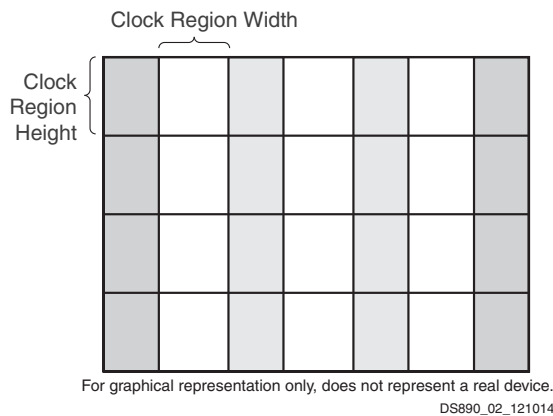 Clock Region Width
Clock
Region
Height
For graphical representation only, does not represent a real device.
DS890_02_121014